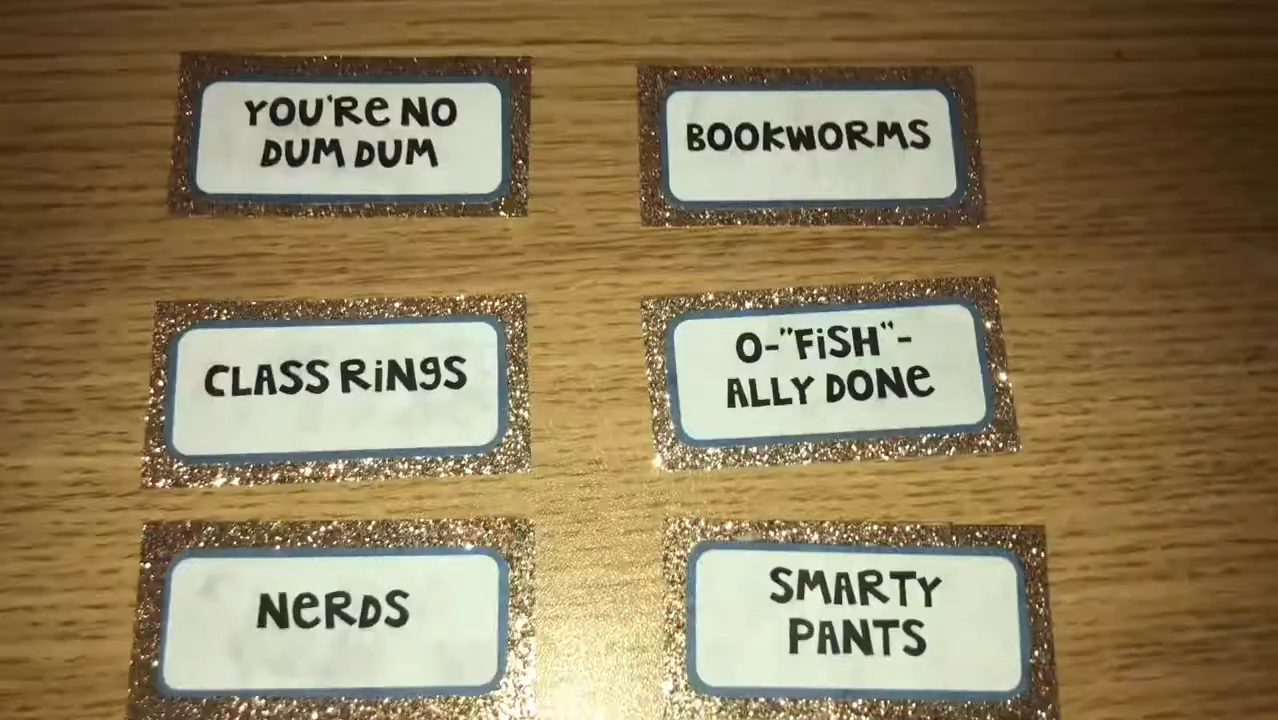 YOU'Re NO
DUM DUM
BOOKWORMS
CLASS RiNgS
O-"FiSH"-
ALLY DONe
NeRDS
SMARTY
PANTS